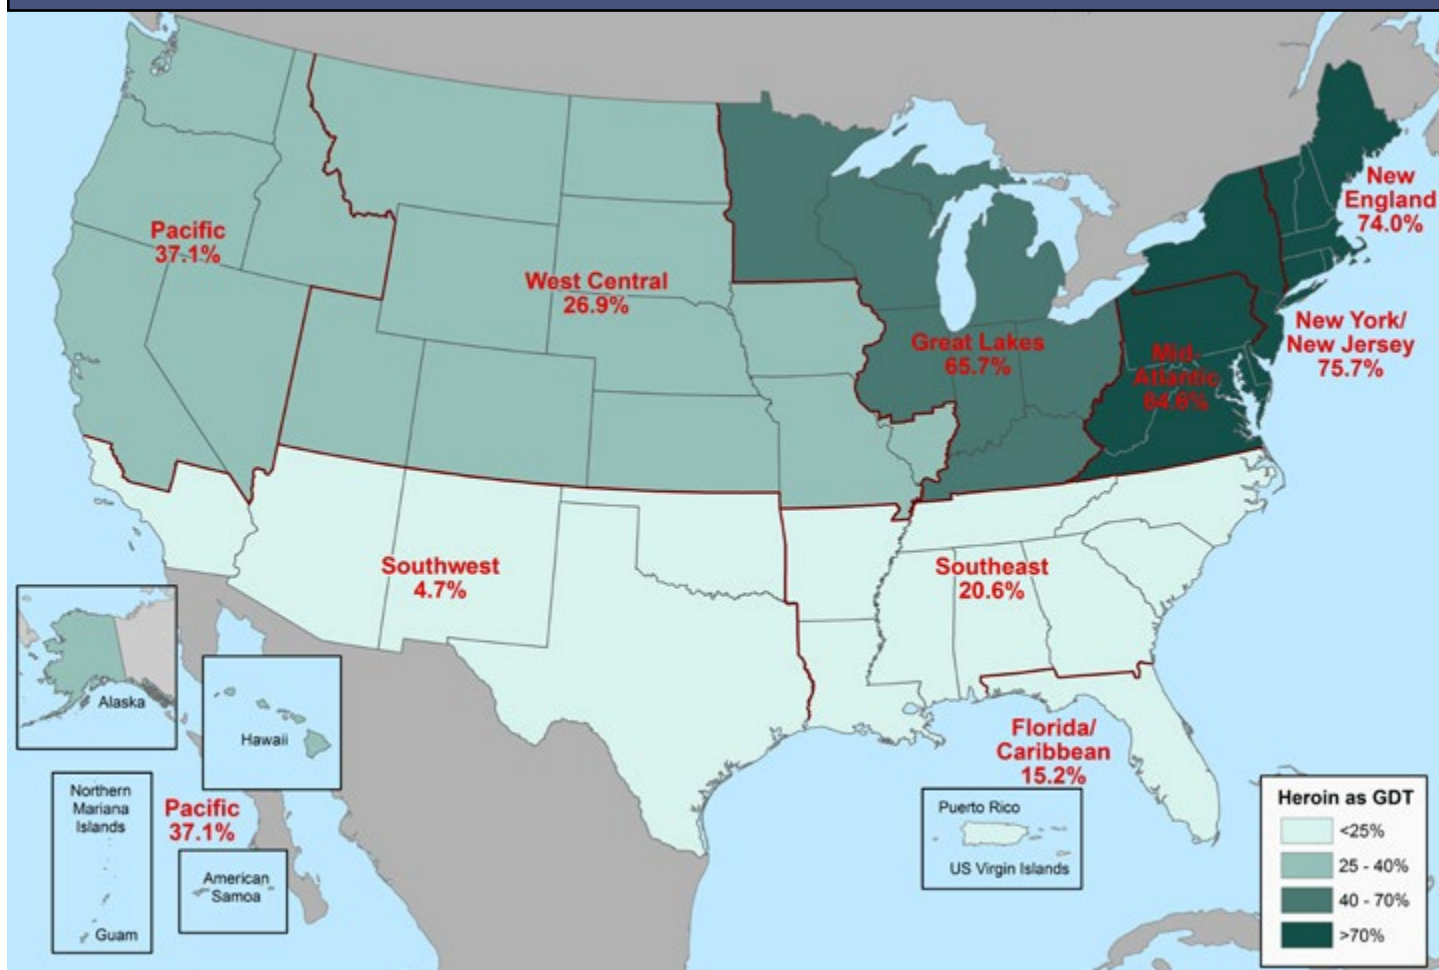 Pacific
37.1%
West Central
26.9%
Great Lakes
65.7%
Mid-
Atlantic
New
England
74.0%
New York/
New Jersey
75.7%
Southwest
4.7%
Southeast
20.6%
Florida/
Caribbean
15.2%
Alaska
Hawaii
Northern
Mariana
Islands
Guam
Pacific
37.1%
American
Samoa
Puerto Rico
US Virgin Islands
Heroin as GDT
<25%
25 - 40%
40 - 70%
>70%